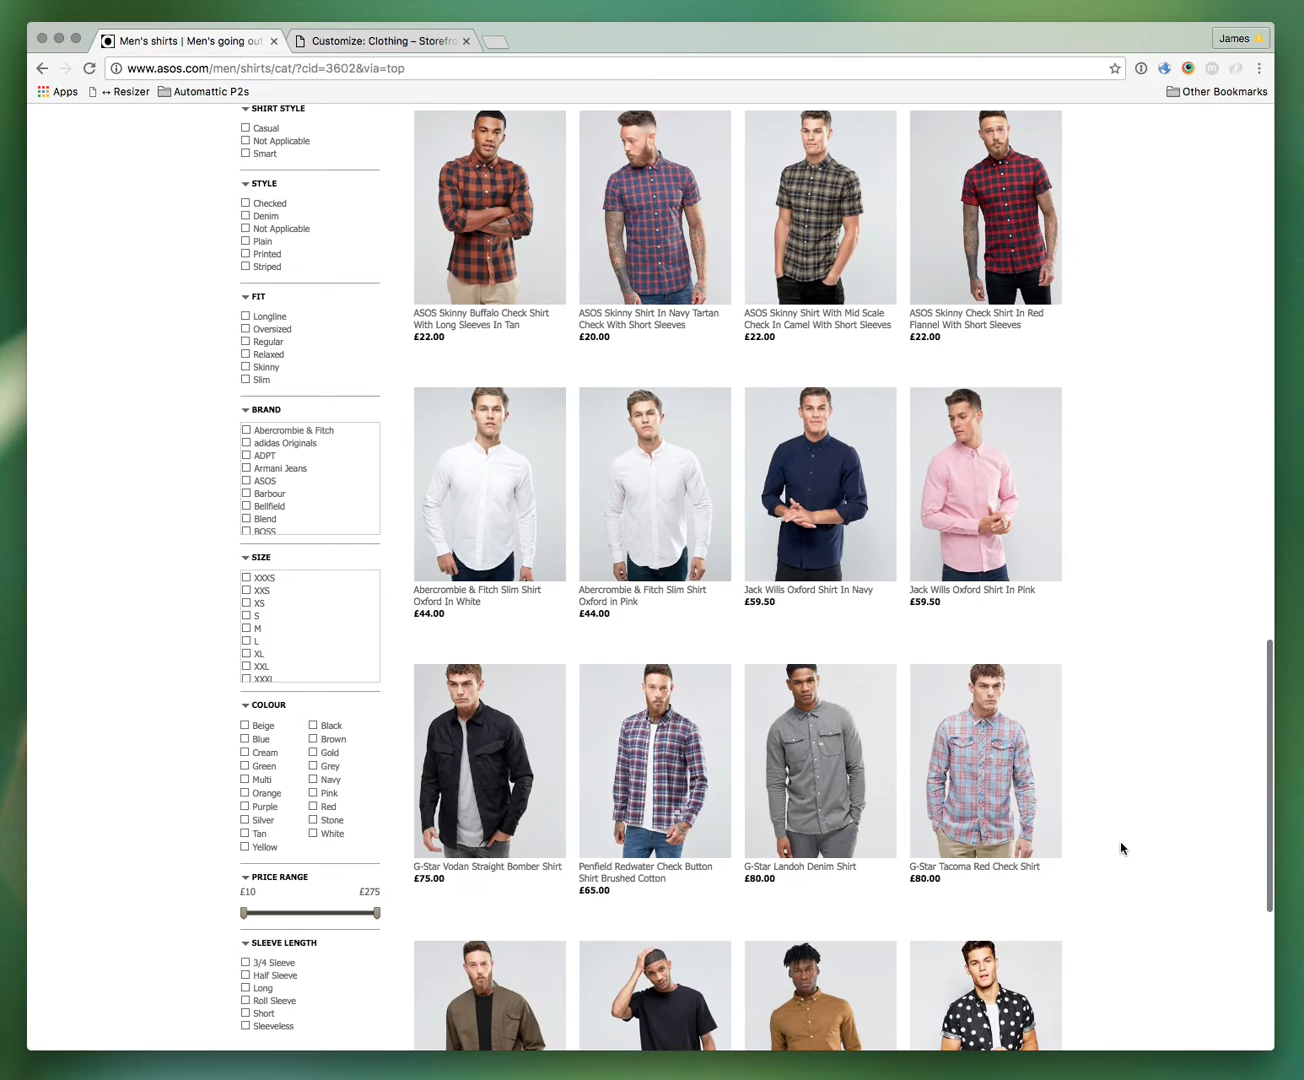 Men's shirts | Men's going out
Customize: Clothing – Storefro
James
www.asos.com/men/shirts/cat/?cid=3602&via=top
Apps
↔ Resizer
Automattic P2s
Other Bookmarks
SHIRT STYLE
Casual
Not Applicable
Smart
STYLE
Checked
Denim
Not Applicable
Plain
Printed
Striped
FIT
Longline
Oversized
Regular
Relaxed
Skinny
Slim
BRAND
Abercrombie & Fitch
adidas Originals
ADPT
Armani Jeans
ASOS
Barbour
Bellfield
Blend
BOSS
SIZE
XXXS
XXS
XS
S
M
L
XL
XXL
XXXL
COLOUR
Beige Black
Blue Brown
Cream Gold
Green Grey
Multi Navy
Orange Pink
Purple Red
Silver Stone
Tan White
Yellow
PRICE RANGE
£10 £275
SLEEVE LENGTH
3/4 Sleeve
Half Sleeve
Long
Roll Sleeve
Short
Sleeveless
ASOS Skinny Buffalo Check Shirt
With Long Sleeves In Tan
£22.00
ASOS Skinny Shirt In Navy Tartan
Check With Short Sleeves
£20.00
ASOS Skinny Shirt With Mid Scale
Check In Camel With Short Sleeves
£22.00
ASOS Skinny Check Shirt In Red
Flannel With Short Sleeves
£22.00
Abercrombie & Fitch Slim Shirt
Oxford In White
£44.00
Abercrombie & Fitch Slim Shirt
Oxford in Pink
£44.00
Jack Wills Oxford Shirt In Navy
£59.50
Jack Wills Oxford Shirt In Pink
£59.50
G-Star Vodan Straight Bomber Shirt
£75.00
Penfield Redwater Check Button
Shirt Brushed Cotton
£65.00
G-Star Landoh Denim Shirt
£80.00
G-Star Tacoma Red Check Shirt
£80.00